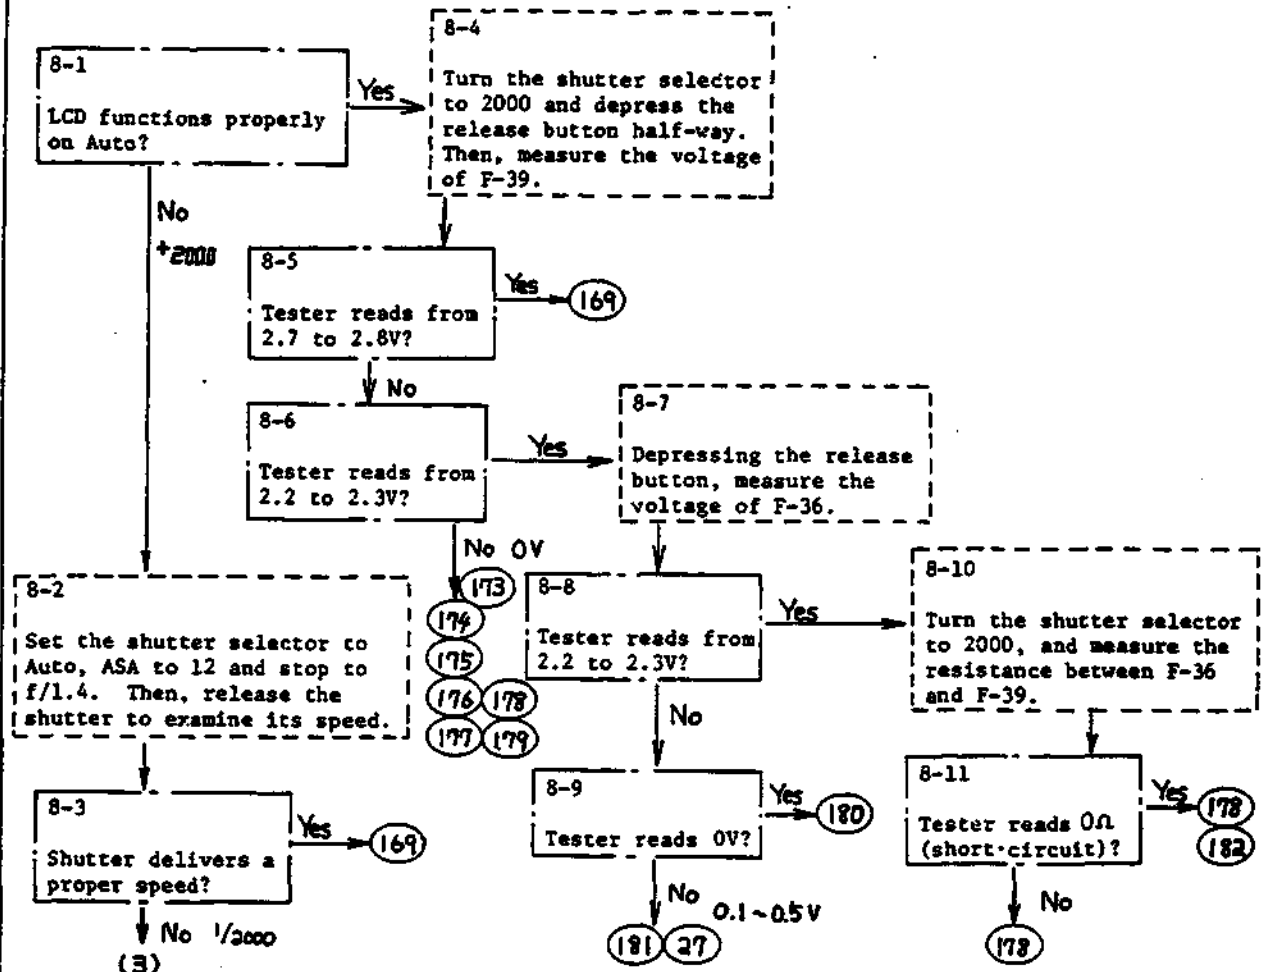 8-1
LCD functions properly
on Auto?
Yes
8-4
Turn the shutter selector
to 2000 and depress the
release button half-way.
Then, measure the voltage
of F-39.
No
+2000
8-5
Tester reads from
2.7 to 2.8V?
Yes
169
No
8-6
Tester reads from
2.2 to 2.3V?
Yes
8-7
Depressing the release
button, measure the
voltage of F-36.
No 0V
173
174
175
176 178
177 179
8-2
Set the shutter selector to
Auto, ASA to 12 and stop to
f/1.4. Then, release the
shutter to examine its speed.
8-3
Shutter delivers a
proper speed?
Yes
169
No 1/2000
(3)
8-8
Tester reads from
2.2 to 2.3V?
Yes
No
8-9
Tester reads 0V?
Yes
180
No 0.1~0.5V
181 27
8-10
Turn the shutter selector
to 2000, and measure the
resistance between F-36
and F-39.
8-11
Tester reads 0Ω
(short-circuit)?
Yes
178
182
No
178